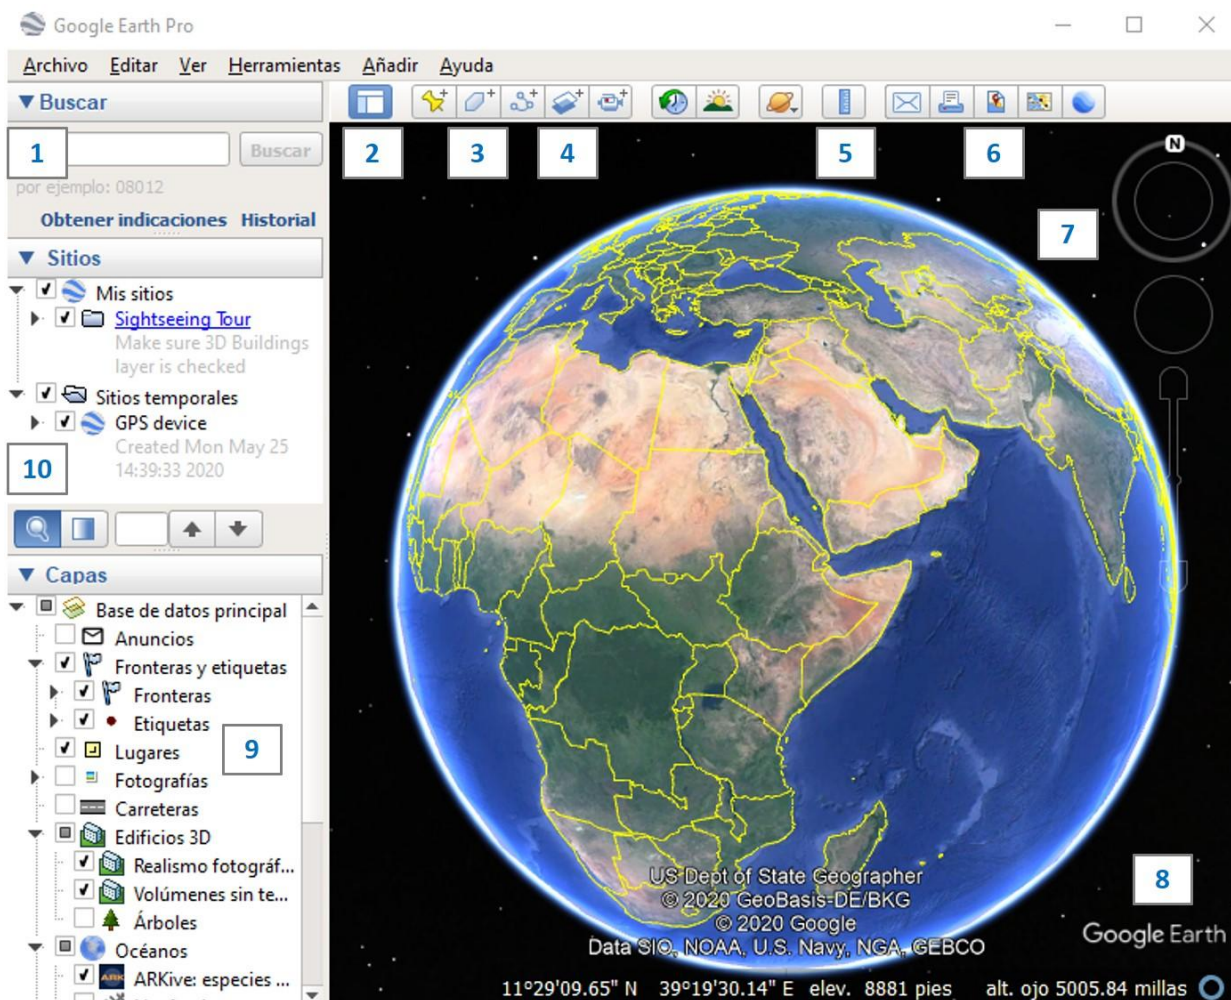 Google Earth Pro
Archivo Editar Ver Herramientas Añadir Ayuda
Buscar
1
Buscar
por ejemplo: 08012
Obtener indicaciones Historial
2
3
4
5
6
N
7
Sitios
Mis sitios
Sightseeing Tour
Make sure 3D Buildings
layer is checked
Sitios temporales
GPS device
Created Mon May 25
14:39:33 2020
10
Capas
Base de datos principal
Anuncios
Fronteras y etiquetas
Fronteras
Etiquetas
9
Lugares
Fotografías
Carreteras
Edificios 3D
Realismo fotográf...
Volúmenes sin te...
Árboles
Océanos
ARKive: especies ...
US Dept of State Geographer
© 2020 GeoBasis-DE/BKG
© 2020 Google
Data SIO, NOAA, U.S. Navy, NGA, GEBCO
8
Google Earth
11°29'09.65" N 39°19'30.14" E elev. 8881 pies alt. ojo 5005.84 millas